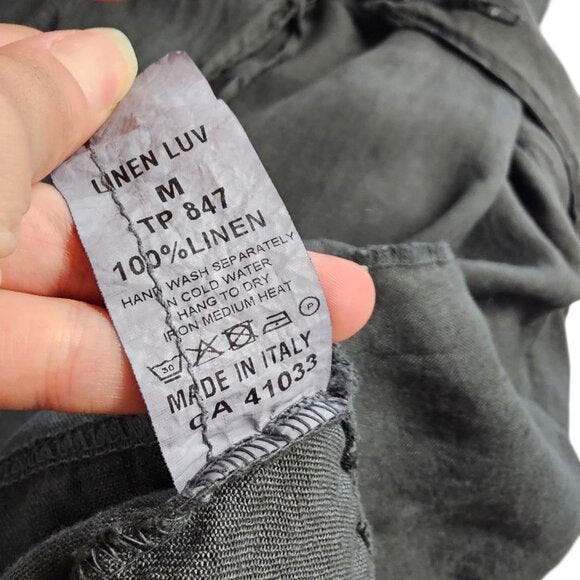 LINEN LUV
M
TP 847
100%LINEN
HAND WASH SEPARATELY
IN COLD WATER
HANG TO DRY
IRON MEDIUM HEAT
30 P
MADE IN ITALY
CA 41033